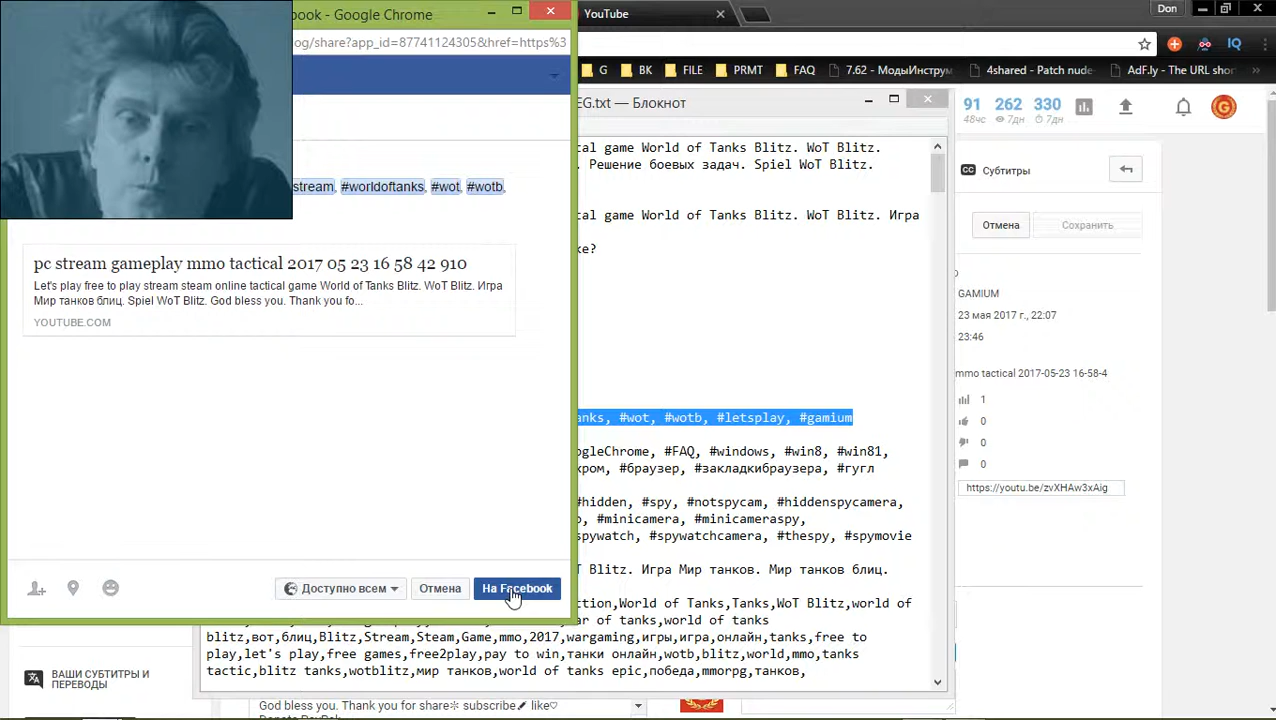 book - Google Chrome
YouTube
Don
log/share?app_id=87741124305&href=https%3
G
BK
FILE
PRMT
FAQ
7.62 - МодыИнструм
4shared - Patch nude
AdF.ly - The URL shor
»
EG.txt — Блокнот
91 262 330
48чс 7дн 7дн
G
cal game World of Tanks Blitz. WoT Blitz.
. Решение боевых задач. Spiel WoT Blitz.
CC Субтитры
stream, #worldoftanks, #wot, #wotb,
cal game World of Tanks Blitz. WoT Blitz. Игра
Отмена
Сохранить
ke?
pc stream gameplay mmo tactical 2017 05 23 16 58 42 910
Let's play free to play stream steam online tactical game World of Tanks Blitz. WoT Blitz. Игра
Мир танков блиц. Spiel WoT Blitz. God bless you. Thank you fo...
YOUTUBE.COM
GAMIUM
23 мая 2017 г., 22:07
23:46
mmo tactical 2017-05-23 16-58-4
1
0
0
0
https://youtu.be/zvXHAw3xAig
anks, #wot, #wotb, #letsplay, #gamium
ogleChrome, #FAQ, #windows, #win8, #win81,
хром, #браузер, #закладкибраузера, #гугл
#hidden, #spy, #notspycam, #hiddenspycamera,
, #minicamera, #minicameraspy,
spywatch, #spywatchcamera, #thespy, #spymovie
T Blitz. Игра Мир танков. Мир танков блиц.
Доступно всем
Отмена
На Facebook
ction,World of Tanks,Tanks,WoT Blitz,world of
ar of tanks,world of tanks
blitz,вот,блиц,Blitz,Stream,Steam,Game,mmo,2017,wargaming,игры,игра,онлайн,tanks,free to
play,let's play,free games,free2play,pay to win,танки онлайн,wotb,blitz,world,mmo,tanks
tactic,blitz tanks,wotblitz,мир танков,world of tanks epic,победа,mmorpg,танков,
ВАШИ СУБТИТРЫ И
ПЕРЕВОДЫ
God bless you. Thank you for share✲ subscribe✐ like♡